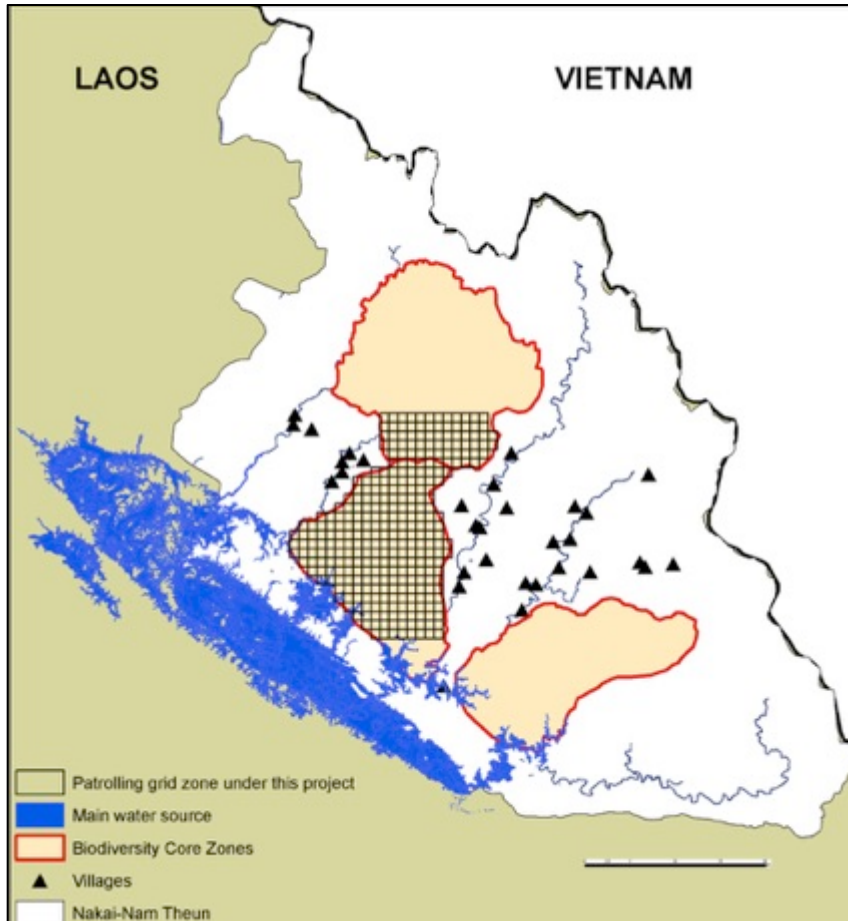 LAOS
VIETNAM
Patrolling grid zone under this project
Main water source
Biodiversity Core Zones
Villages
Nakai-Nam Theun